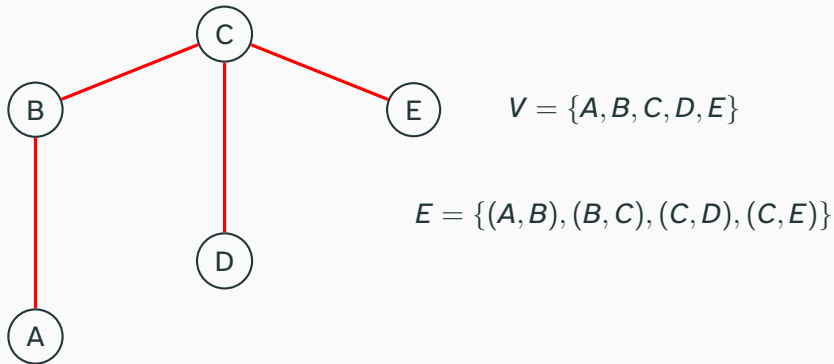 C
B
E
V = {A, B, C, D, E}
E = {(A, B), (B, C), (C, D), (C, E)}
D
A